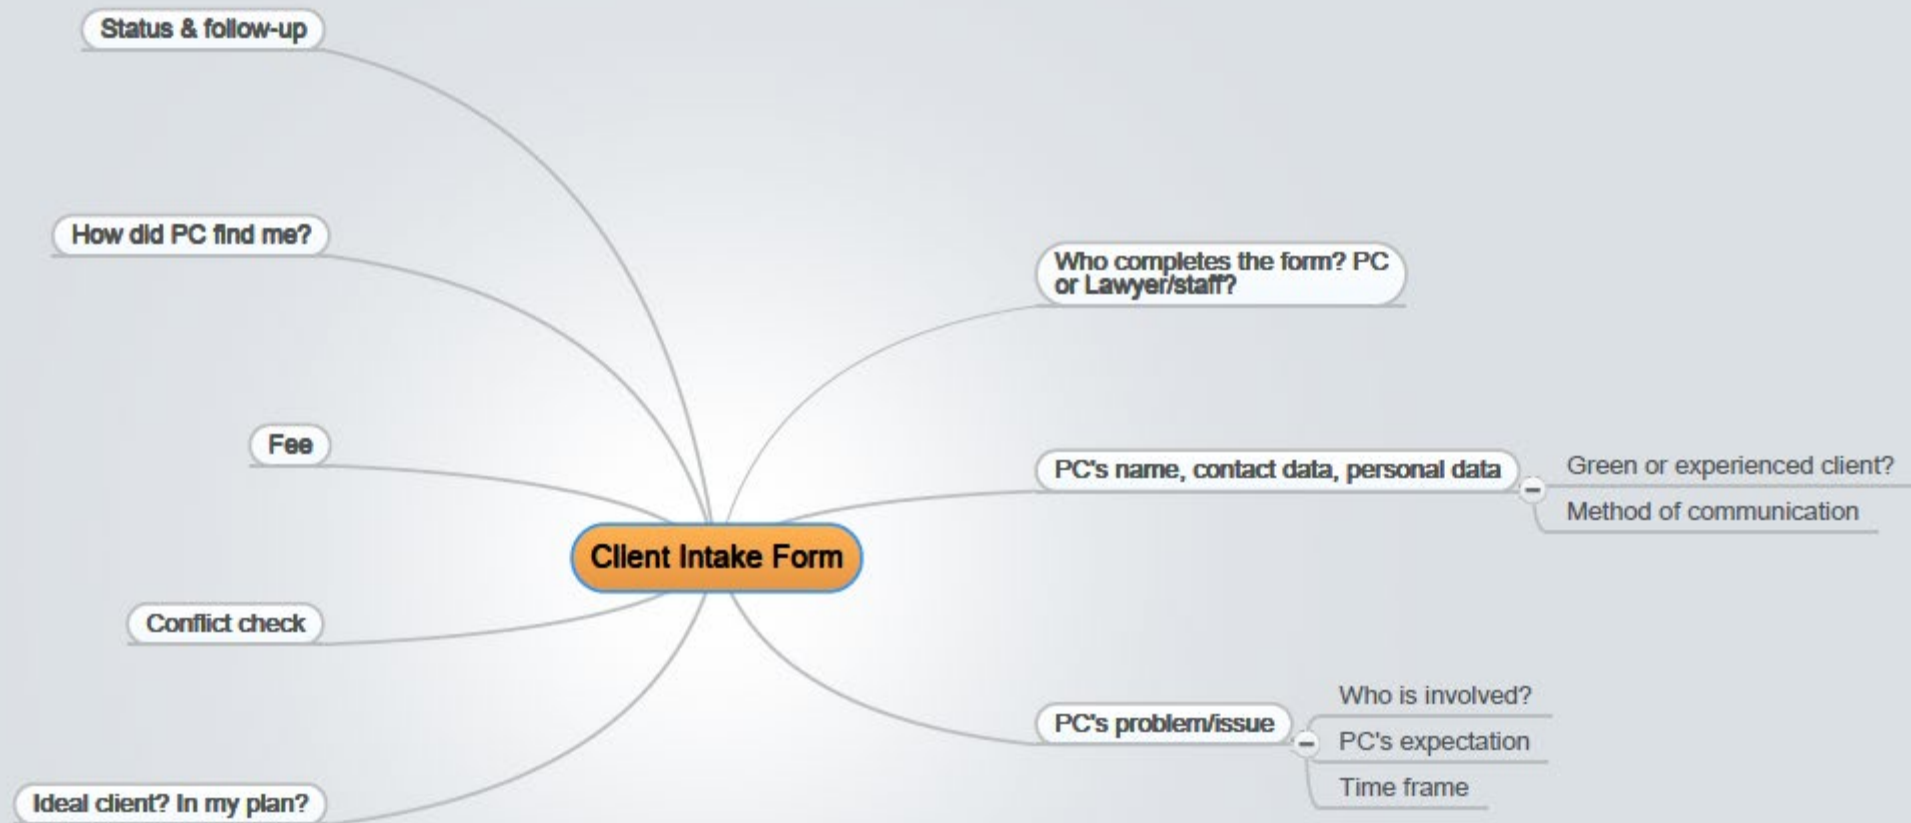 Status & follow-up
How did PC find me?
Fee
Conflict check
Ideal client? In my plan?
Client Intake Form
Who completes the form? PC
or Lawyer/staff?
PC's name, contact data, personal data
Green or experienced client?
Method of communication
PC's problem/issue
Who is involved?
PC's expectation
Time frame